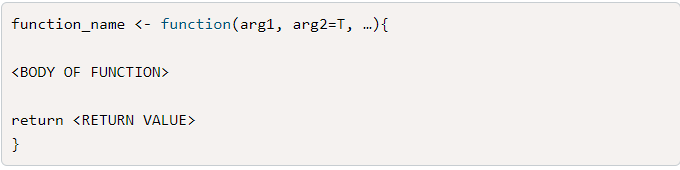 function_name <- function(arg1, arg2=T, …){
<BODY OF FUNCTION>
return <RETURN VALUE>
}